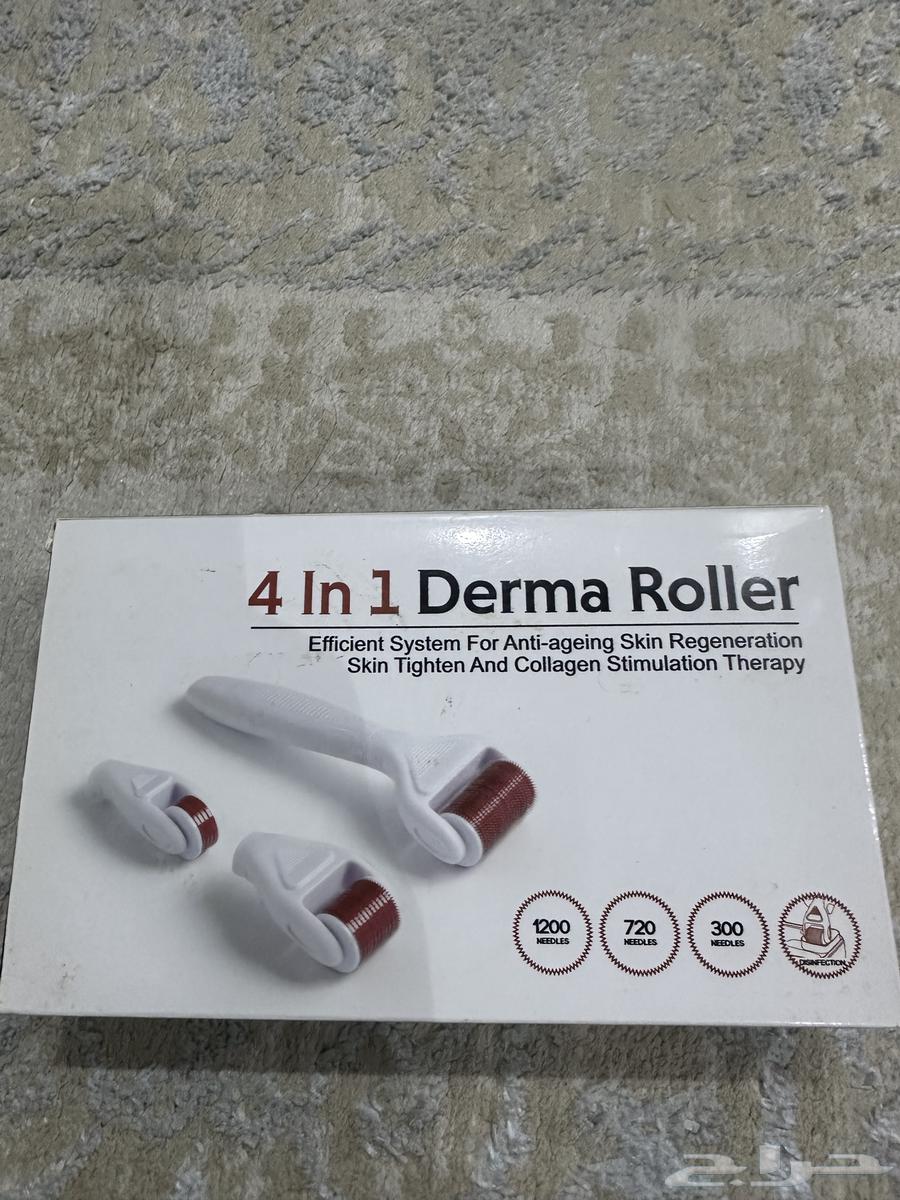 4 In 1 Derma Roller
Efficient System For Anti-ageing Skin Regeneration
Skin Tighten And Collagen Stimulation Therapy
1200
NEEDLES
720
NEEDLES
300
NEEDLES
DISINFECTION
حراج